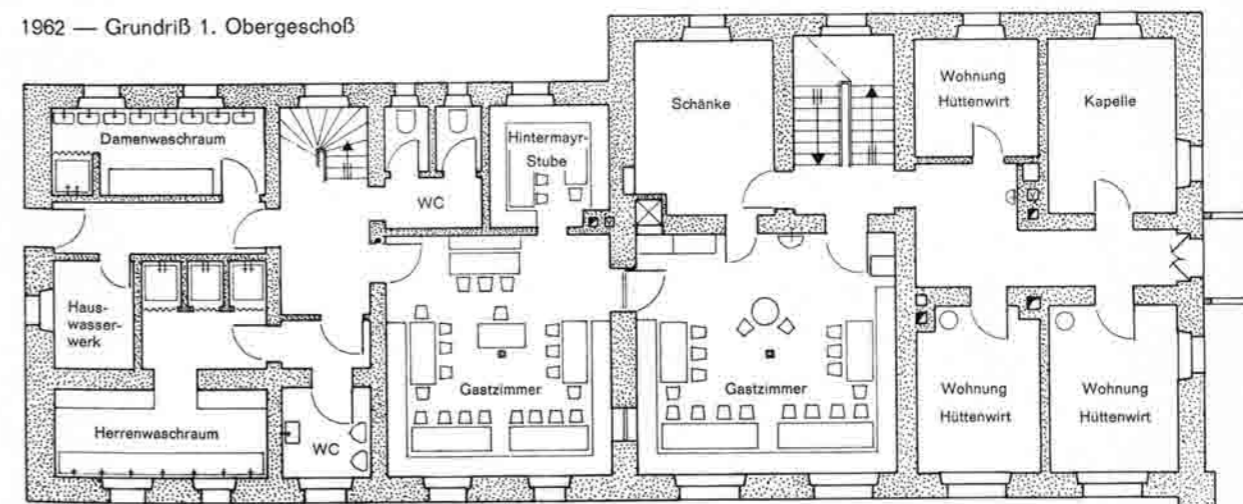 1962 — Grundriß 1. Obergeschoß
Damenwaschraum
WC
Hintermayr-
Stube
Schänke
Wohnung
Hüttenwirt
Kapelle
Haus-
wasser-
werk
Herrenwaschraum
WC
Gastzimmer
Gastzimmer
Wohnung
Hüttenwirt
Wohnung
Hüttenwirt